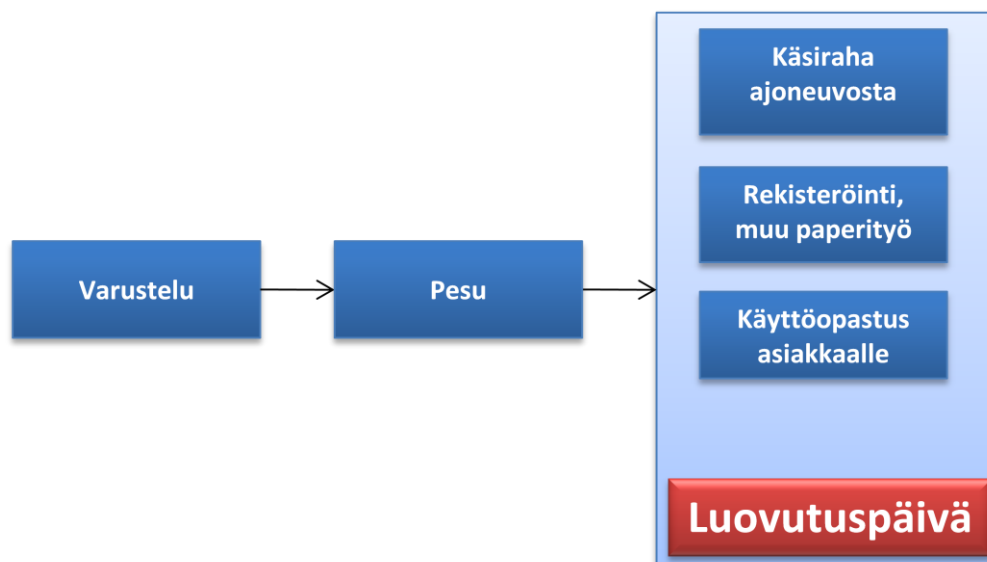 Varustelu
Pesu
Käsiraha
ajoneuvosta
Rekisteröinti,
muu paperityö
Käyttöopastus
asiakkaalle
Luovutuspäivä